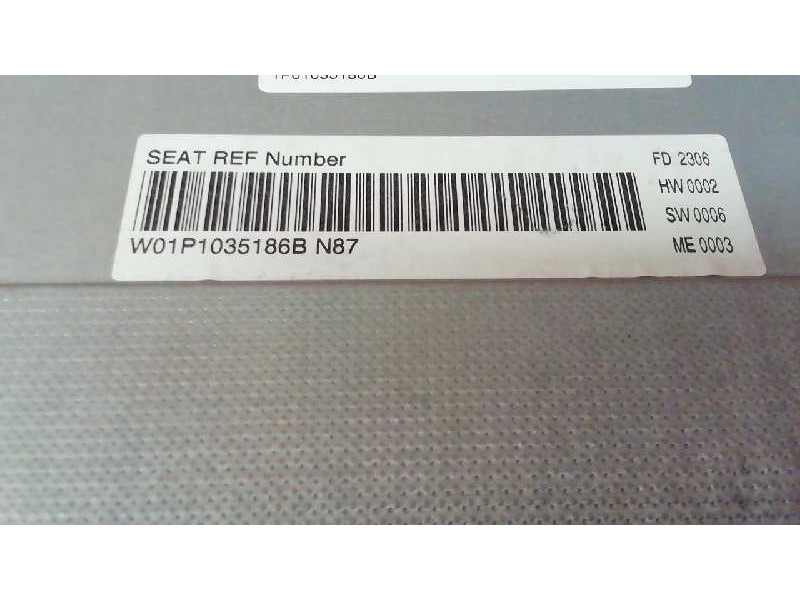 SEAT REF Number
FD 2306
HW 0002
SW 0006
W01P1035186B N87
ME 0003